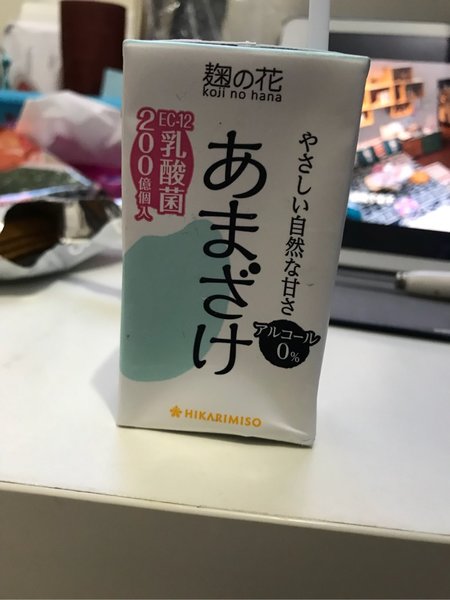 麹の花
koji no hana
やさしい自然な甘さ
あまざけ
EC-12
乳酸菌
200億個入
アルコール
0%
HIKARIMISO